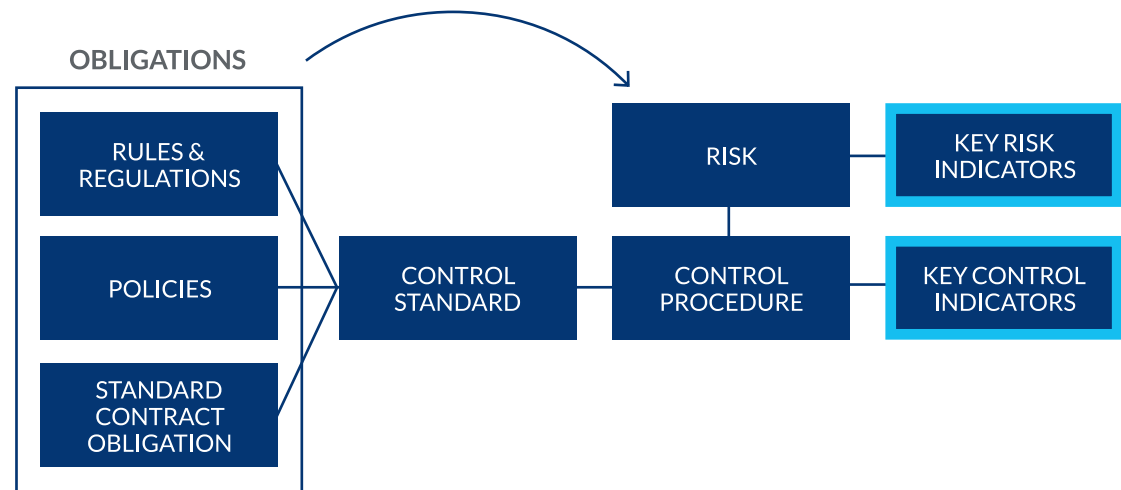 OBLIGATIONS
RULES &
REGULATIONS
POLICIES
STANDARD
CONTRACT
OBLIGATION
CONTROL
STANDARD
RISK
CONTROL
PROCEDURE
KEY RISK
INDICATORS
KEY CONTROL
INDICATORS